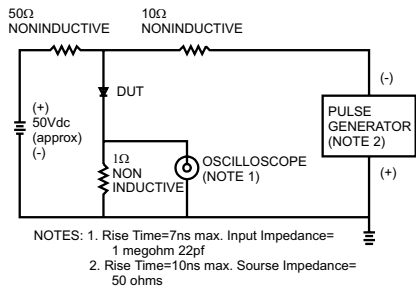 50Ω
NONINDUCTIVE
10Ω
NONINDUCTIVE
(+)
50Vdc
(approx)
(-)
DUT
1Ω
NON
INDUCTIVE
OSCILLOSCOPE
(NOTE 1)
(-)
PULSE
GENERATOR
(NOTE 2)
(+)
NOTES: 1. Rise Time=7ns max. Input Impedance=
1 megohm 22pf
2. Rise Time=10ns max. Sourse Impedance=
50 ohms